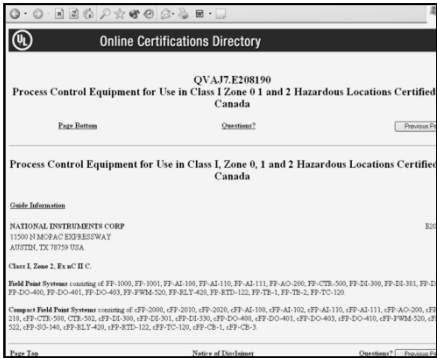 UL
Online Certifications Directory
QVAJ7.E208190
Process Control Equipment for Use in Class I Zone 0 1 and 2 Hazardous Locations Certified
Canada
Page Bottom Questions? Previous Pa
Process Control Equipment for Use in Class I, Zone 0, 1 and 2 Hazardous Locations Certified
Canada
Guide Information
NATIONAL INSTRUMENTS CORP E20
11500 N MOPAC EXPRESSWAY
AUSTIN, TX 78759 USA
Class I, Zone 2, Ex nC II C.
Field Point Systems consisting of FP-1000, FP-1001, FP-AI-100, FP-AI-110, FP-AI-111, FP-AO-200, FP-CTR-500, FP-DI-300, FP-DI-301, FP-D
FP-DO-400, FP-DO-401, FP-DO-403, FP-PWM-520, FP-RLY-420, FP-RTD-122, FP-TB-1, FP-TB-2, FP-TC-120.
Compact Field Point Systems consisting of cFP-2000, cFP-2010, cFP-2020, cFP-AI-100, cFP-AI-102, cFP-AI-110, cFP-AI-111, cFP-AO-200, cFP
210, cFP-CTR-500, CTR-502, cFP-DI-300, cFP-DI-301, cFP-DI-330, cFP-DO-400, cFP-DO-401, cFP-DO-403, cFP-DO-410, cFP-PWM-520, cFP
522, cFP-SG-140, cFP-RLY-420, cFP-RTD-122, cFP-TC-120, cFP-CB-1, cFP-CB-3.
Page Top Notice of Disclaimer Questions? Previous Pa